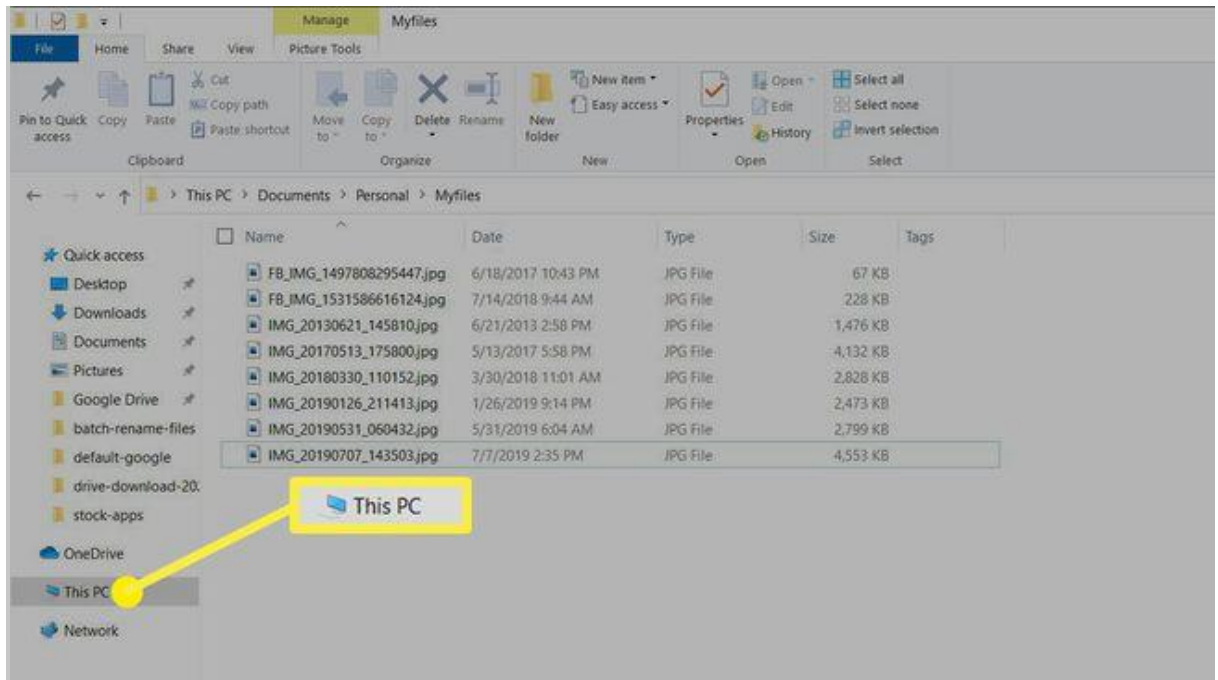 Manage Myfiles
File Home Share View Picture Tools
Pin to Quick access
Copy
Paste
Cut
Copy path
Paste shortcut
Clipboard
Move to
Copy to
Delete
Rename
Organize
New folder
New item
Easy access
New
Properties
Open
Edit
History
Open
Select all
Select none
Invert selection
Select
This PC > Documents > Personal > Myfiles
Quick access
Desktop
Downloads
Documents
Pictures
Google Drive
batch-rename-files
default-google
drive-download-20.
stock-apps
OneDrive
This PC
Network
Name Date Type Size Tags
FB_IMG_1497808295447.jpg 6/18/2017 10:43 PM JPG File 67 KB
FB_IMG_1531586616124.jpg 7/14/2018 9:44 AM JPG File 228 KB
IMG_20130621_145810.jpg 6/21/2013 2:58 PM JPG File 1,476 KB
IMG_20170513_175800.jpg 5/13/2017 5:58 PM JPG File 4,132 KB
IMG_20180330_110152.jpg 3/30/2018 11:01 AM JPG File 2,828 KB
IMG_20190126_211413.jpg 1/26/2019 9:14 PM JPG File 2,473 KB
IMG_20190531_060432.jpg 5/31/2019 6:04 AM JPG File 2,799 KB
IMG_20190707_143503.jpg 7/7/2019 2:35 PM JPG File 4,553 KB
This PC